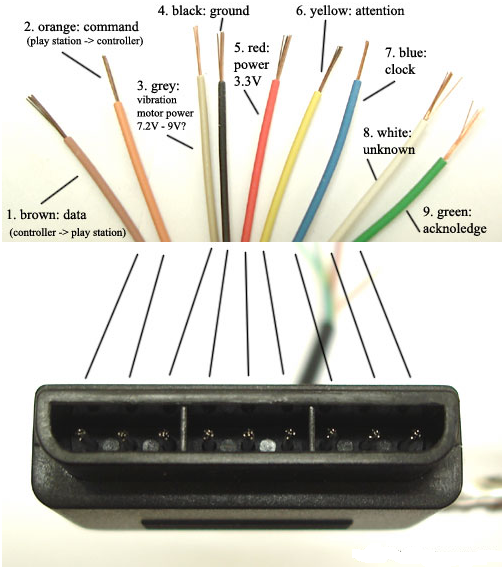 4. black: ground
6. yellow: attention
2. orange: command
(play station -> controller)
5. red:
power
3.3V
7. blue:
clock
3. grey:
vibration
motor power
7.2V - 9V?
8. white:
unknown
1. brown: data
(controller -> play station)
9. green:
acknoledge